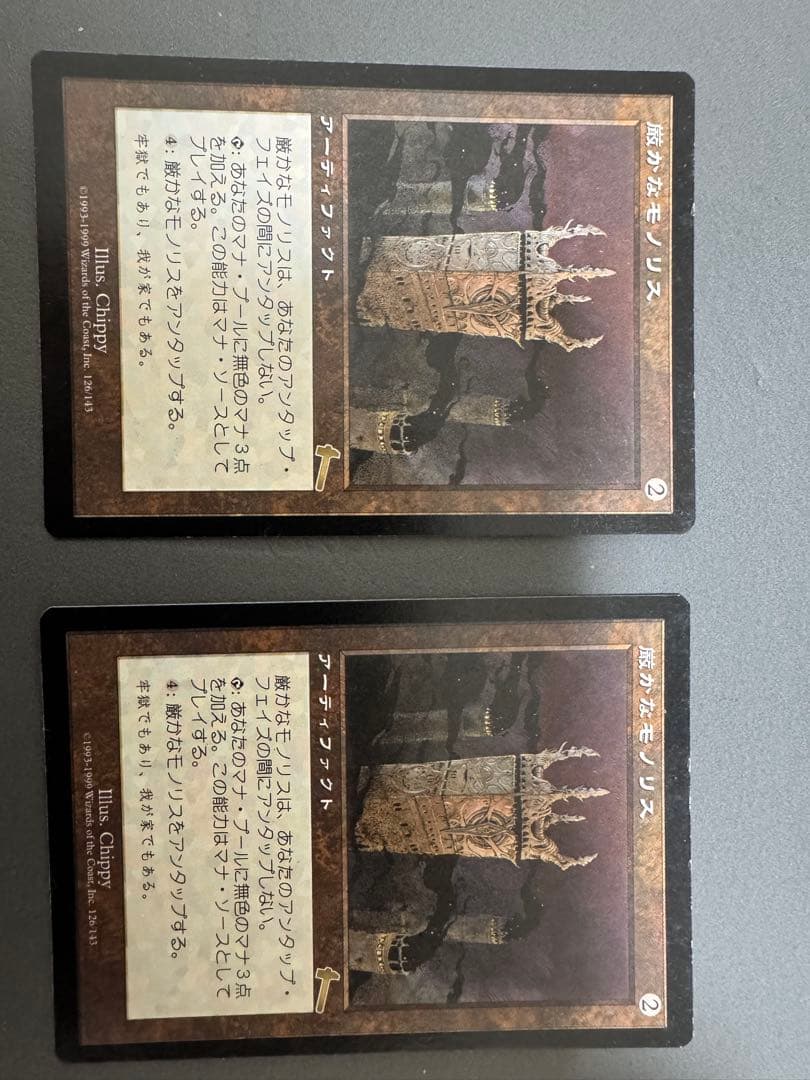 厳かなモノリス
2
アーティファクト
厳かなモノリスは、あなたのアンタップ・
フェイズの間にアンタップしない。
:あなたのマナ・プールに無色のマナ3点
を加える。この能力はマナ・ソースとして
プレイする。
4:厳かなモノリスをアンタップする。
牢獄でもあり、我が家でもある。
Illus. Chippy
©1993-1999 Wizards of the Coast, Inc. 126/143
厳かなモノリス
2
アーティファクト
厳かなモノリスは、あなたのアンタップ・
フェイズの間にアンタップしない。
:あなたのマナ・プールに無色のマナ3点
を加える。この能力はマナ・ソースとして
プレイする。
4:厳かなモノリスをアンタップする。
牢獄でもあり、我が家でもある。
Illus. Chippy
©1993-1999 Wizards of the Coast, Inc. 126/143